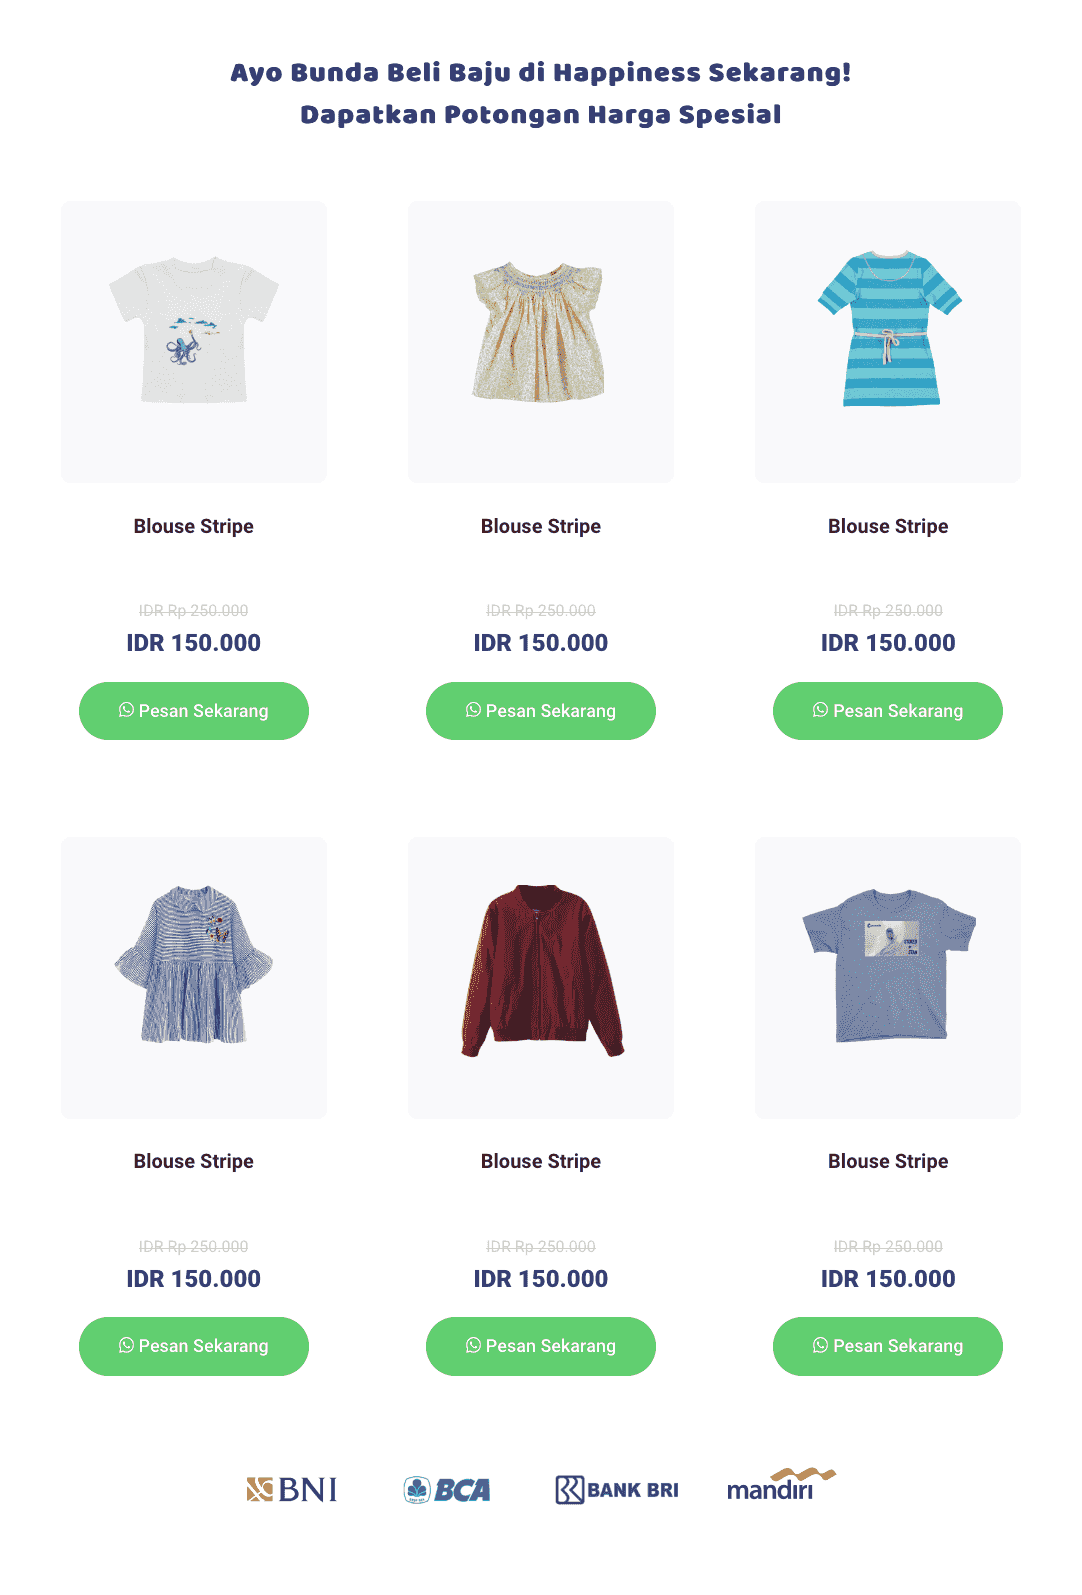 Ayo Bunda Beli Baju di Happiness Sekarang!
Dapatkan Potongan Harga Spesial
Blouse Stripe
Blouse Stripe
Blouse Stripe
IDR Rp 250.000
IDR Rp 250.000
IDR Rp 250.000
IDR 150.000
IDR 150.000
IDR 150.000
Pesan Sekarang
Pesan Sekarang
Pesan Sekarang
Blouse Stripe
Blouse Stripe
Blouse Stripe
IDR Rp 250.000
IDR Rp 250.000
IDR Rp 250.000
IDR 150.000
IDR 150.000
IDR 150.000
Pesan Sekarang
Pesan Sekarang
Pesan Sekarang
BNI
BCA
BANK BRI
mandiri